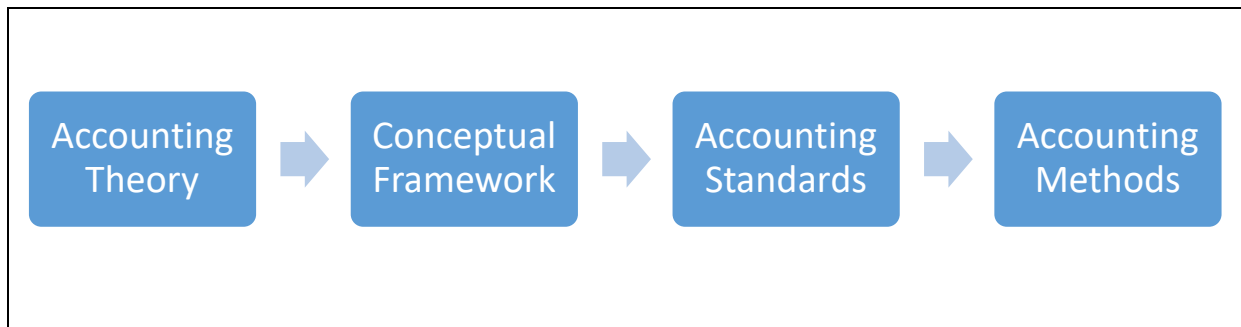 Accounting
Theory
Conceptual
Framework
Accounting
Standards
Accounting
Methods